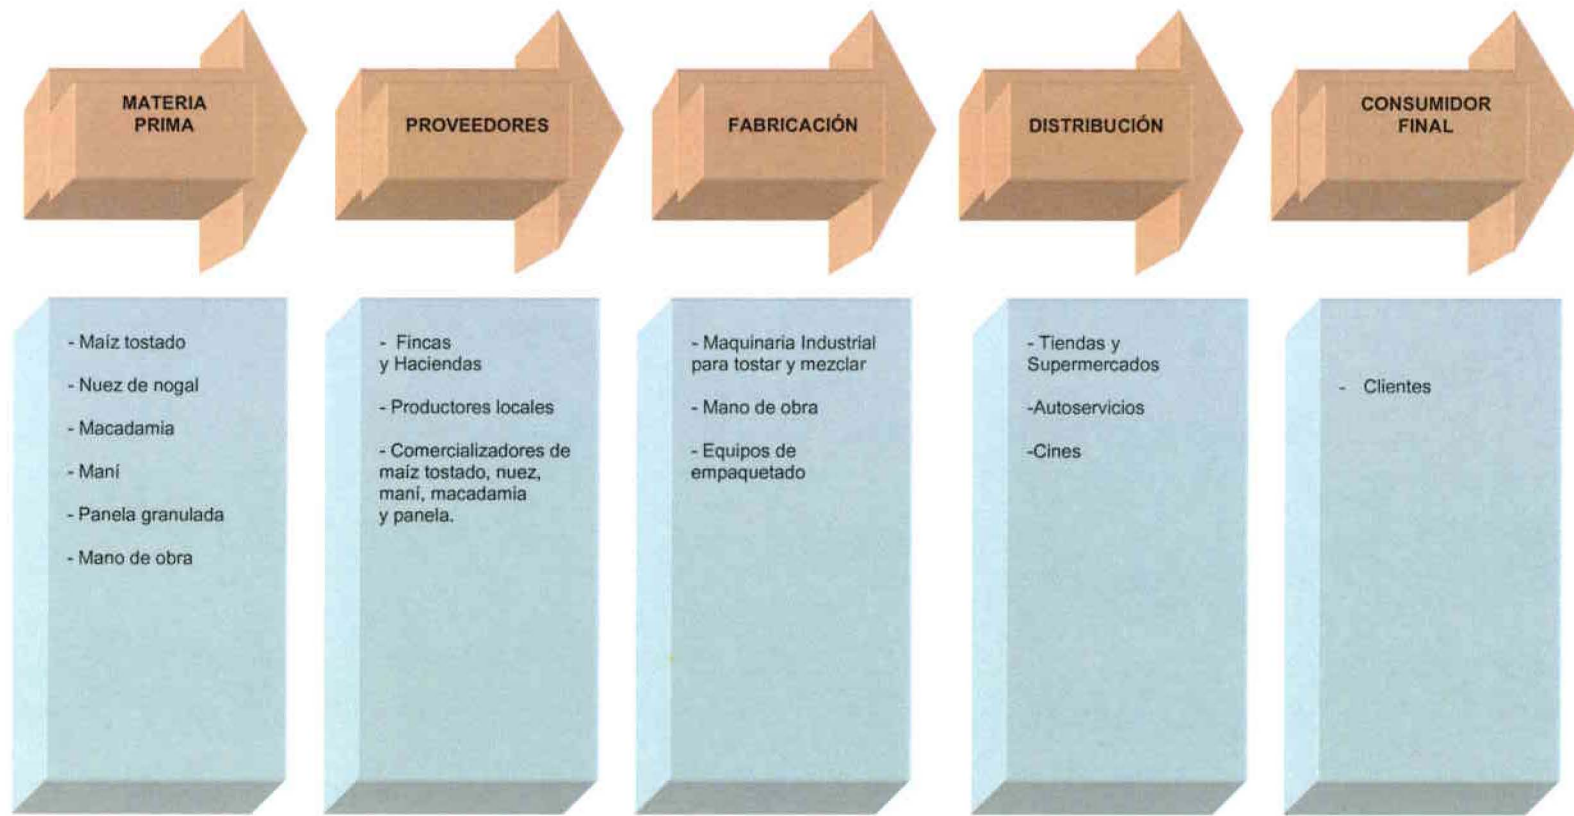 MATERIA
PRIMA
PROVEEDORES
FABRICACIÓN
DISTRIBUCIÓN
CONSUMIDOR
FINAL
- Maíz tostado
- Nuez de nogal
- Macadamia
- Maní
- Panela granulada
- Mano de obra
- Fincas
y Haciendas
- Productores locales
- Comercializadores de
maíz tostado, nuez,
maní, macadamia
y panela.
- Maquinaria Industrial
para tostar y mezclar
- Mano de obra
- Equipos de
empaquetado
- Tiendas y
Supermercados
-Autoservicios
-Cines
- Clientes